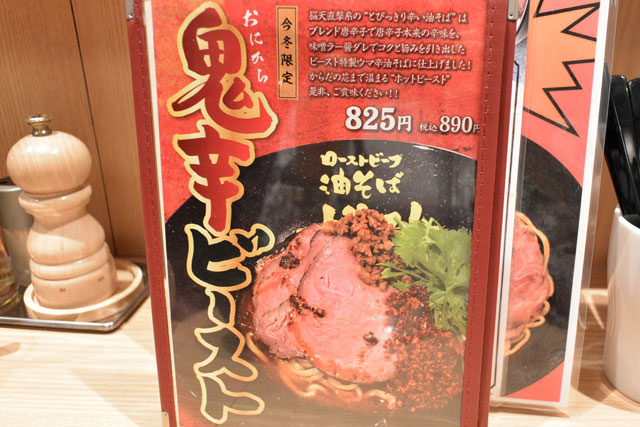 鬼辛ビースト
おにから
今冬限定
脳天直撃系の"とびっきり辛い油そば"は
ブレンド唐辛子で唐辛子本来の辛味を、
味噌ラー醤ダレでコクと旨みを引き出した
ビースト特製ウマ辛油そばに仕上げました!
からだの芯まで温まる"ホットビースト"
是非、ご賞味ください!!
825円 税込890円
ローストビーフ
油そば